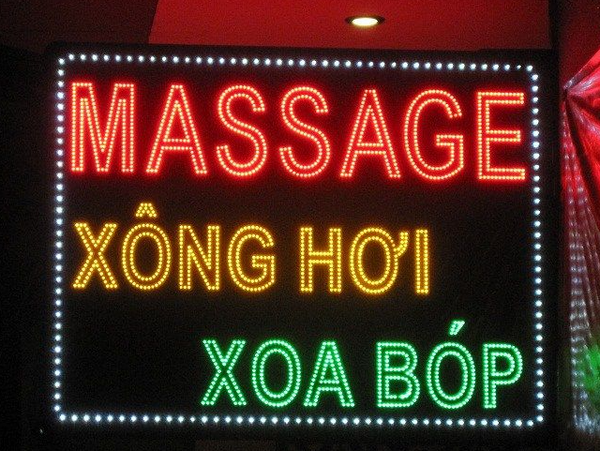 MASSAGE
XÔNG HƠI
XOA BÓP